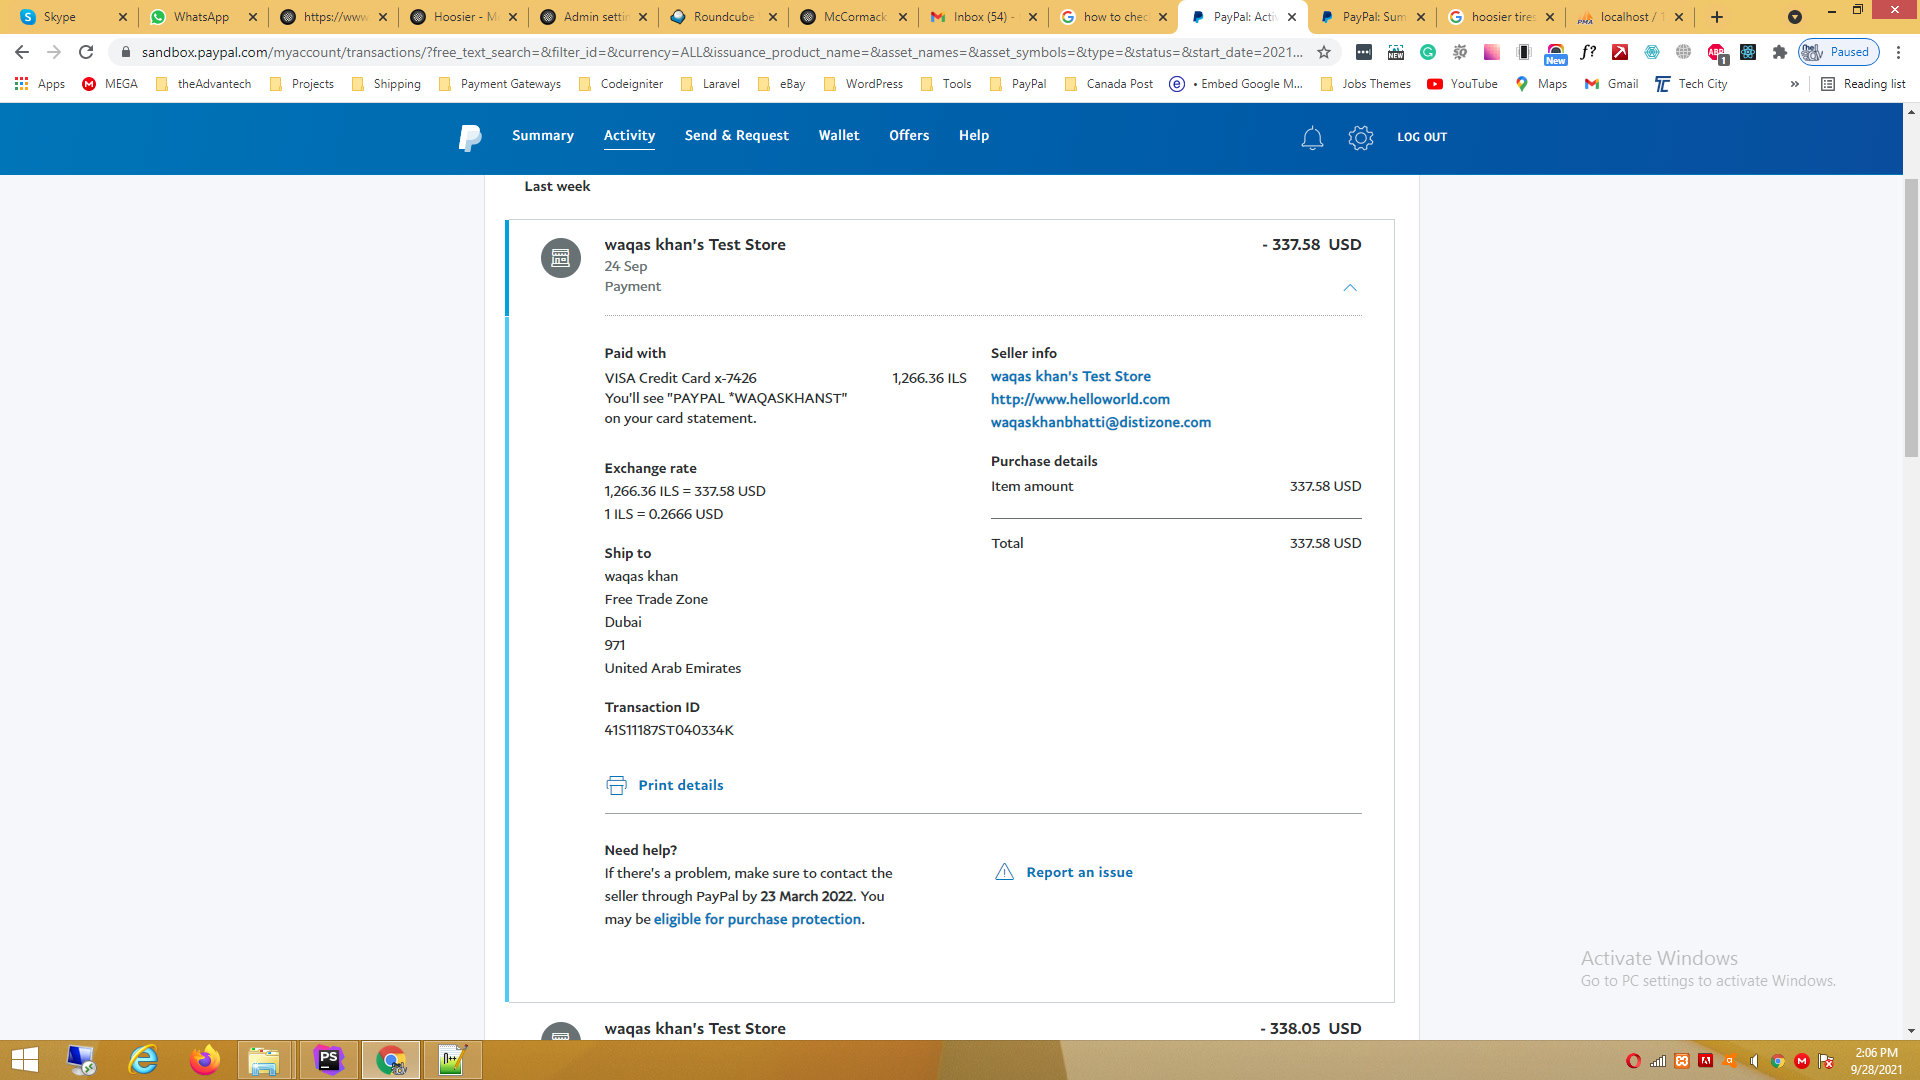 Skype
WhatsApp
https://www
Hoosier - M
Admin settin
Roundcube
McCormack
Inbox (54) -
how to chec
PayPal: Activ
PayPal: Sum
hoosier tires
localhost / 1
sandbox.paypal.com/myaccount/transactions/?free_text_search=&filter_id=&currency=ALL&issuance_product_name=&asset_names=&asset_symbols=&type=&status=&start_date=2021...
f?
NEW
New
ABP
1
Paused
Apps
MEGA
theAdvantech
Projects
Shipping
Payment Gateways
Codeigniter
Laravel
eBay
WordPress
Tools
PayPal
Canada Post
• Embed Google M...
Jobs Themes
YouTube
Maps
Gmail
Tech City
»
Reading list
Summary
Activity
Send & Request
Wallet
Offers
Help
LOG OUT
Last week
waqas khan's Test Store
- 337.58 USD
24 Sep
Payment
Paid with
VISA Credit Card x-7426
1,266.36 ILS
You'll see "PAYPAL *WAQASKHANST"
on your card statement.
Exchange rate
1,266.36 ILS = 337.58 USD
1 ILS = 0.2666 USD
Ship to
waqas khan
Free Trade Zone
Dubai
971
United Arab Emirates
Transaction ID
41S11187ST040334K
Print details
Seller info
waqas khan's Test Store
http://www.helloworld.com
waqaskhanbhatti@distizone.com
Purchase details
Item amount
337.58 USD
Total
337.58 USD
Need help?
If there's a problem, make sure to contact the
seller through PayPal by 23 March 2022. You
may be eligible for purchase protection.
Report an issue
Activate Windows
Go to PC settings to activate Windows.
waqas khan's Test Store
- 338.05 USD
PS
2:06 PM
9/28/2021